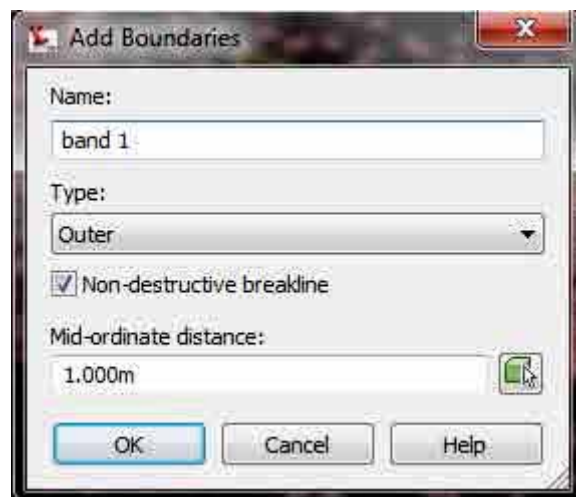 Add Boundaries
Name:
band 1
Type:
Outer
Non-destructive breakline
Mid-ordinate distance:
1.000m
OK Cancel Help